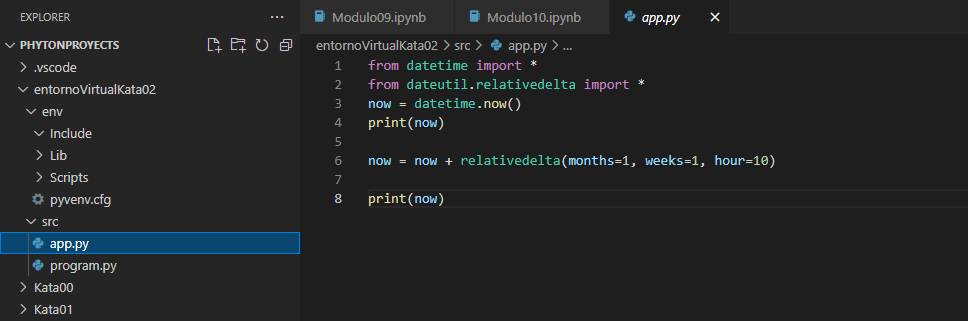 EXPLORER
PHYTONPROYECTS
.vscode
entornoVirtualKata02
env
Include
Lib
Scripts
pyvenv.cfg
src
app.py
program.py
Kata00
Kata01
Modulo09.ipynb Modulo10.ipynb app.py
entornoVirtualKata02 > src > app.py > ...
1 from datetime import *
2 from dateutil.relativedelta import *
3 now = datetime.now()
4 print(now)
5
6 now = now + relativedelta(months=1, weeks=1, hour=10)
7
8 print(now)